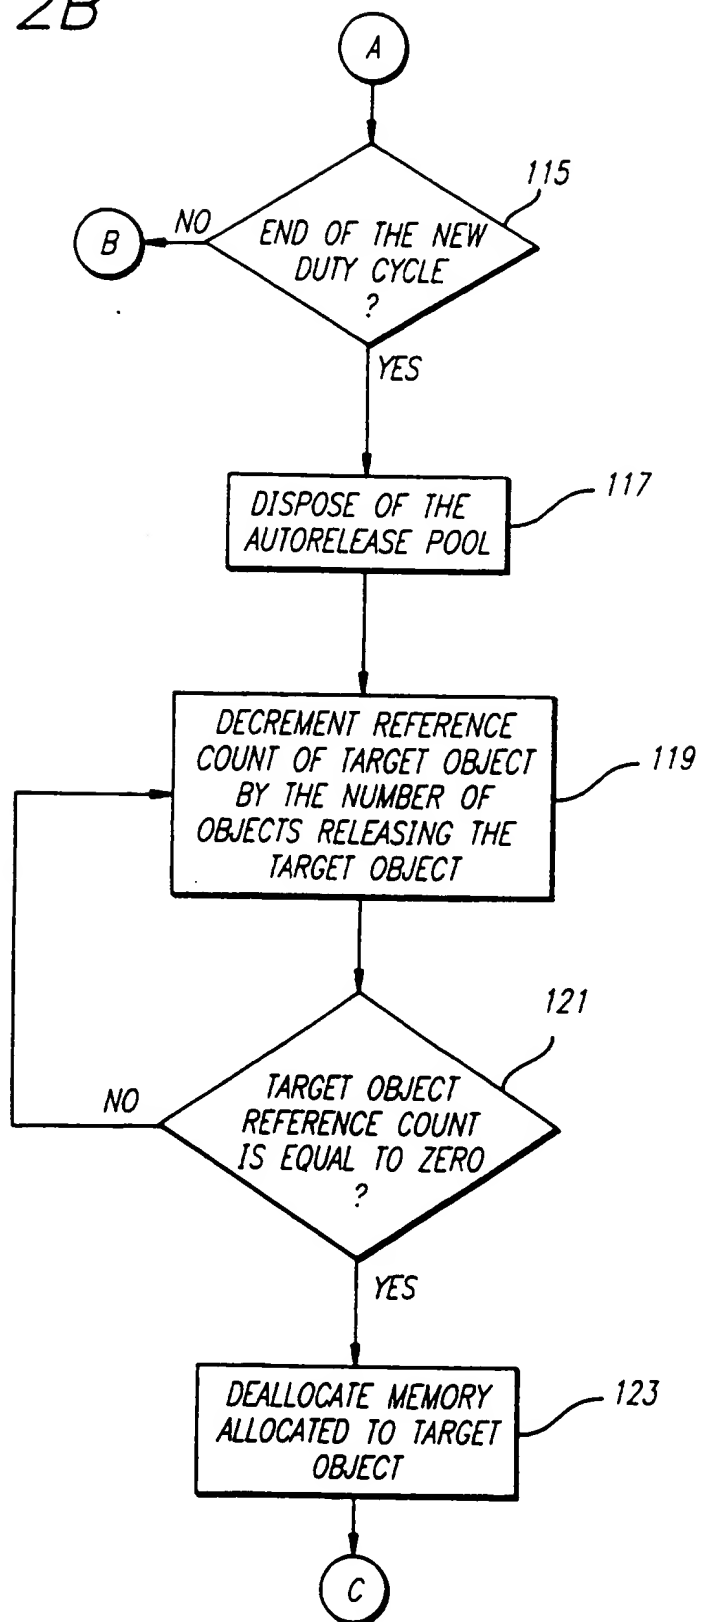 2B
A
115
END OF THE NEW
DUTY CYCLE
?
NO
B
YES
117
DISPOSE OF THE
AUTORELEASE POOL
DECREMENT REFERENCE
COUNT OF TARGET OBJECT
BY THE NUMBER OF
OBJECTS RELEASING THE
TARGET OBJECT
119
121
TARGET OBJECT
REFERENCE COUNT
IS EQUAL TO ZERO
?
NO
YES
DEALLOCATE MEMORY
ALLOCATED TO TARGET
OBJECT
123
C